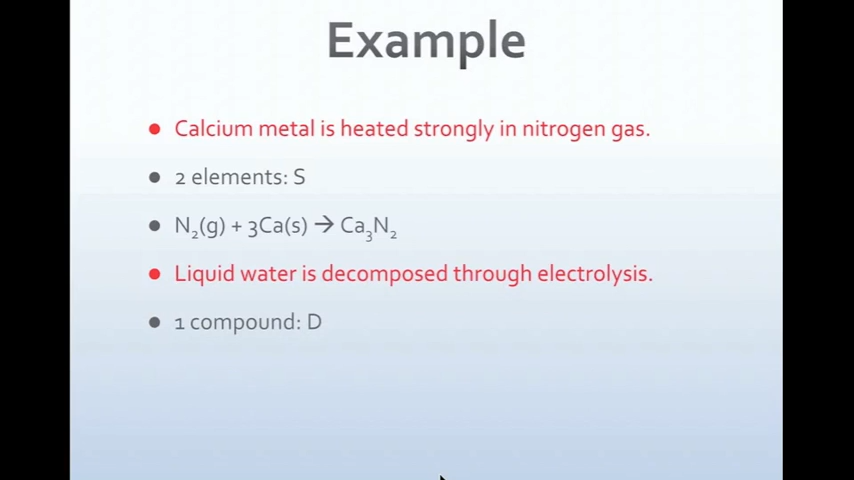 Example
• Calcium metal is heated strongly in nitrogen gas.
• 2 elements: S
• N₂(g) + 3Ca(s) → Ca₃N₂
• Liquid water is decomposed through electrolysis.
• 1 compound: D